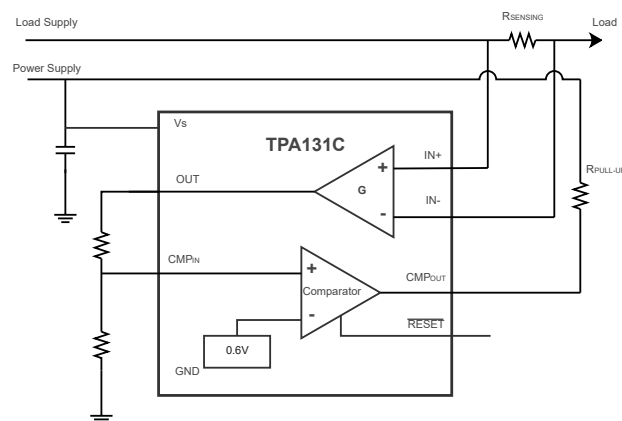 RSENSING
Load Supply
Load
Power Supply
Vs
TPA131C
IN+
+
G
OUT
RPULL-U
IN-
-
CMPIN
+
CMPOUT
Comparator
-
RESET
0.6V
GND